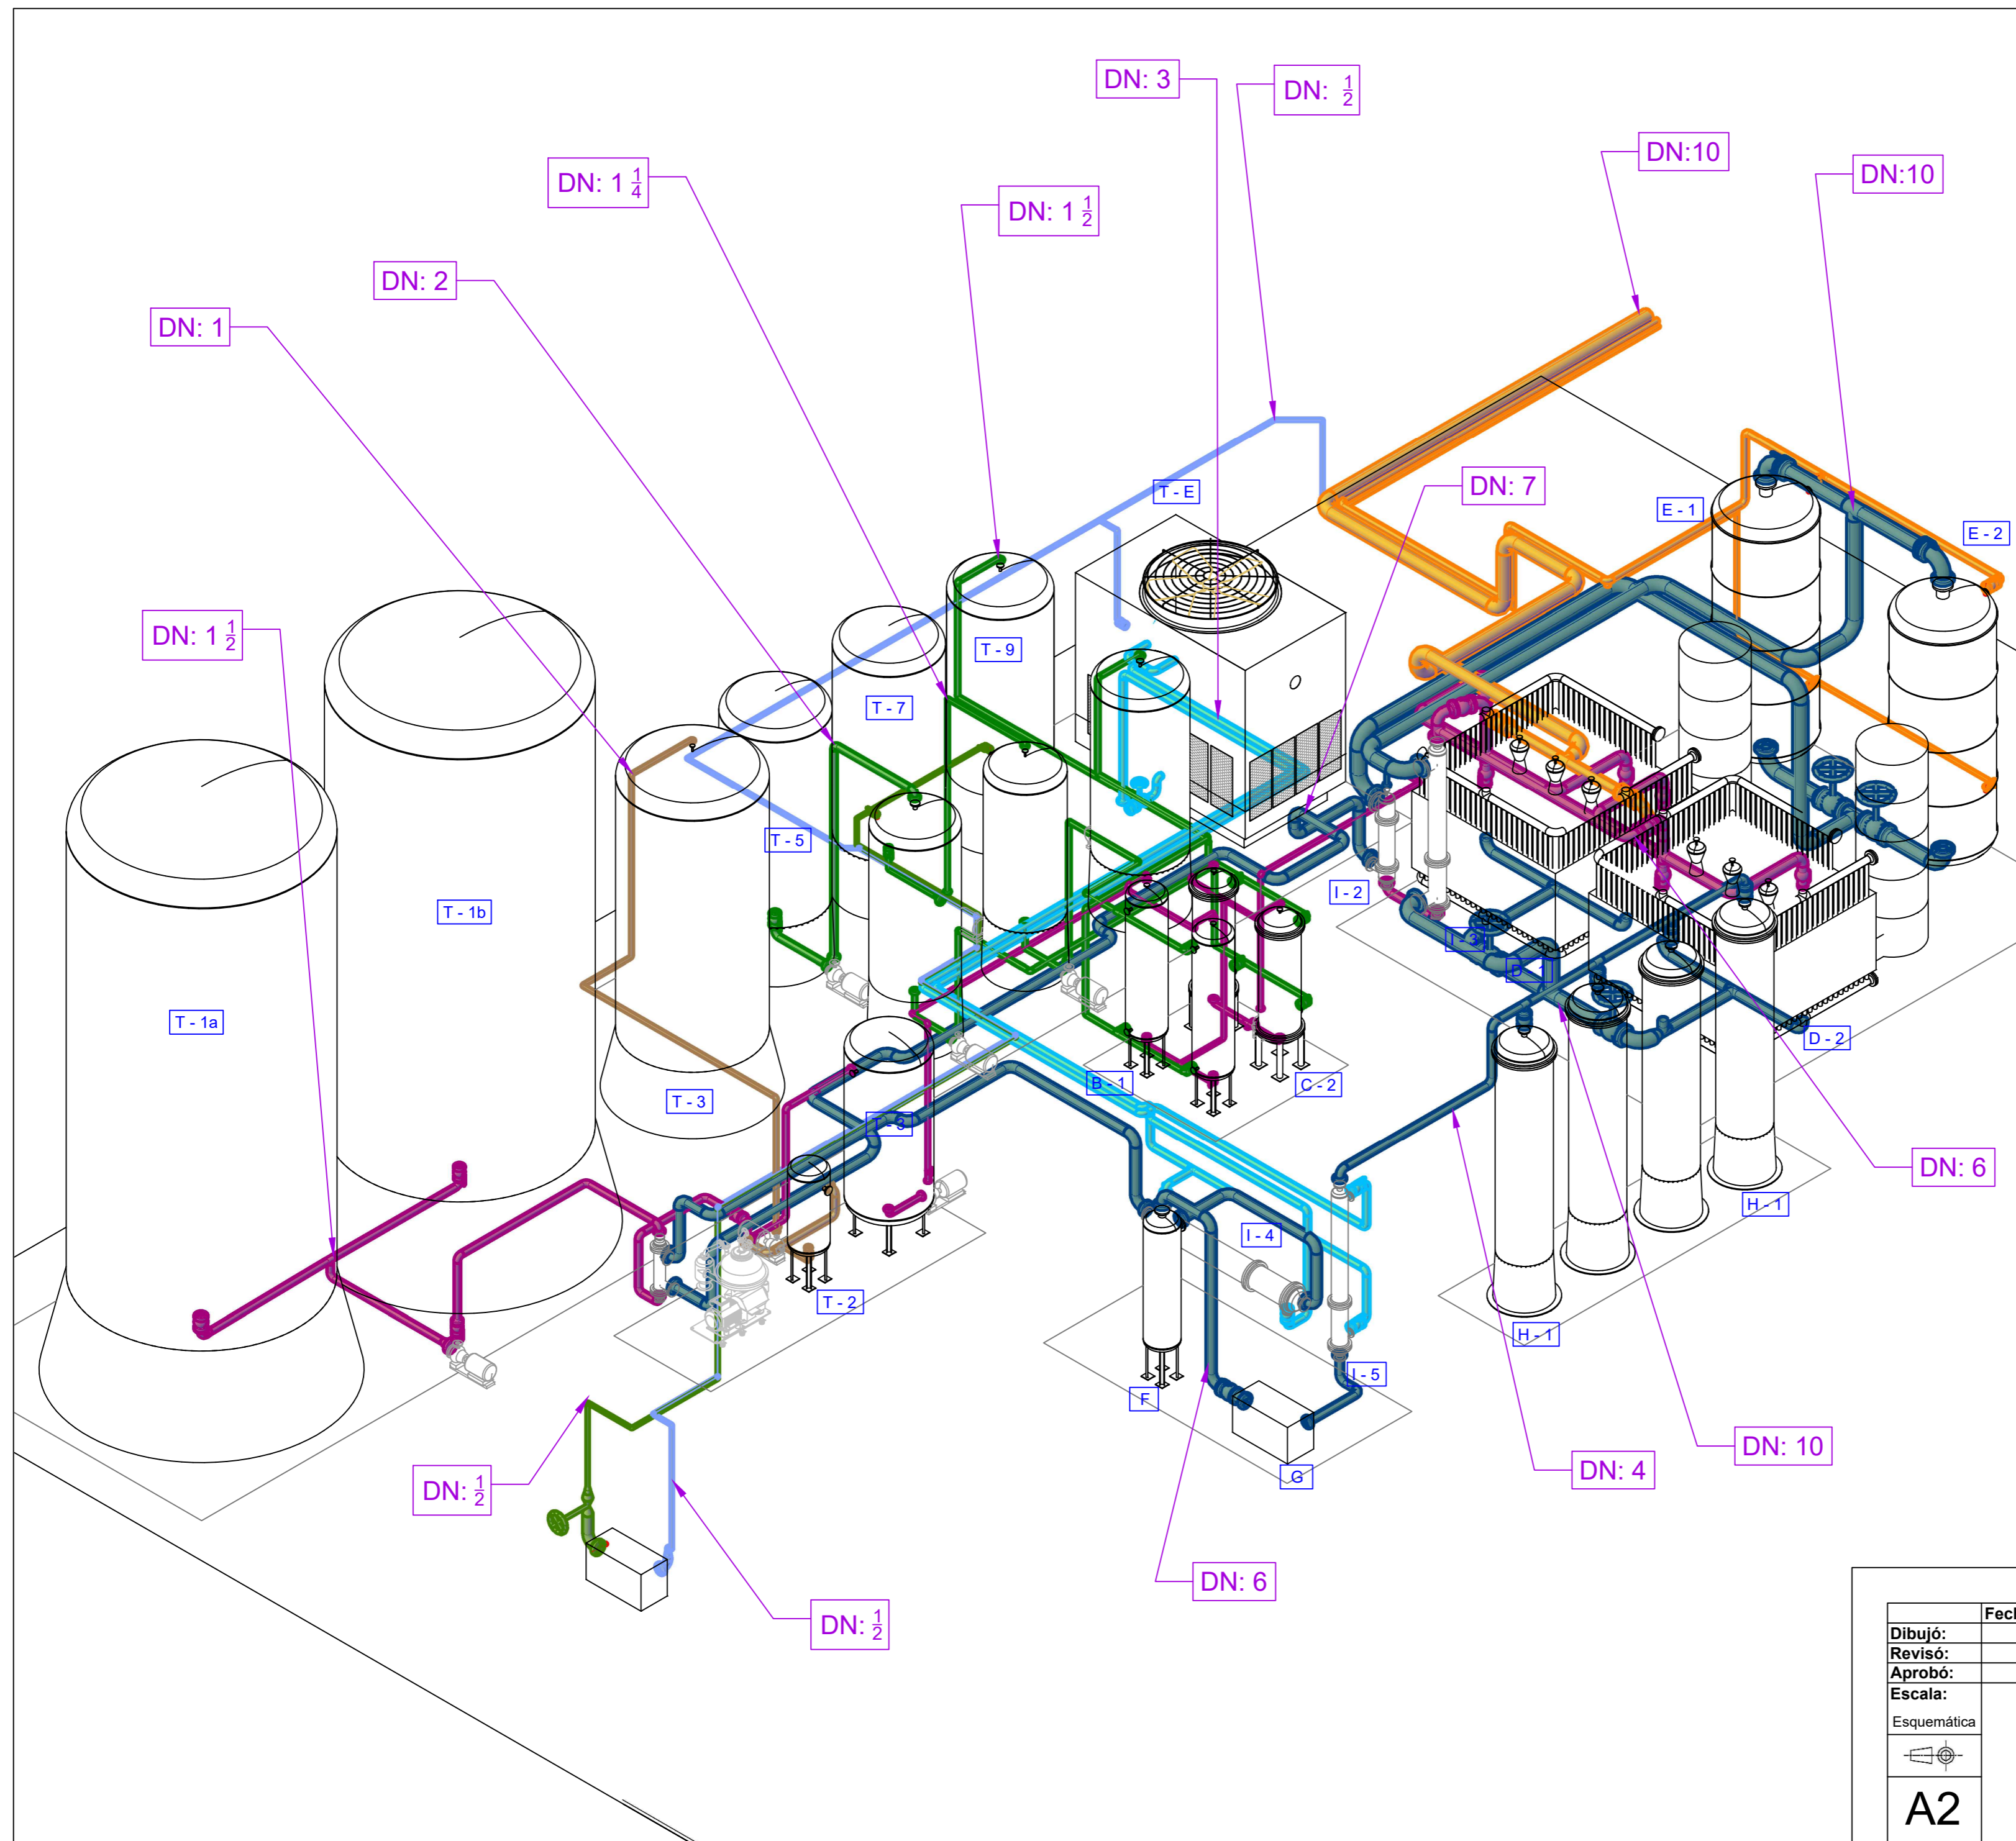 DN: 3
DN: 1/2
DN:10
DN:10
DN: 1 1/4
DN: 1 1/2
DN: 2
DN: 1
DN: 7
T - E
E - 1
E - 2
DN: 1 1/2
T - 9
T - 7
T - 5
T - 1b
I - 2
I - 3
D - 1
T - 1a
D - 2
B - 1
C - 2
T - 3
T - 3
DN: 6
H - 1
I - 4
T - 2
H - 1
I - 5
F
DN: 10
DN: 4
G
DN: 1/2
DN: 6
DN: 1/2
Dibujó:
Revisó:
Aprobó:
Escala:
Esquemática
A2